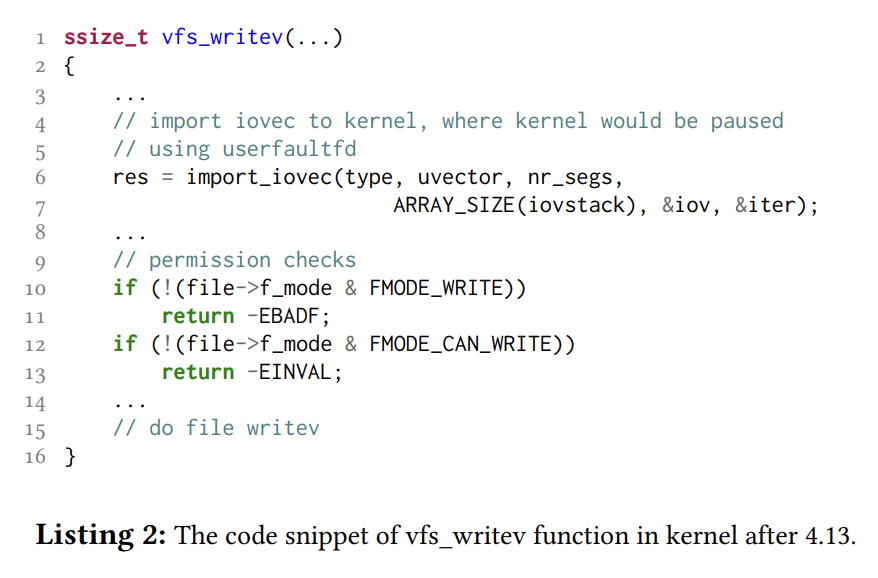 1 ssize_t vfs_writev(...)
2 {
3     ...
4     // import iovec to kernel, where kernel would be paused
5     // using userfaultfd
6     res = import_iovec(type, uvector, nr_segs,
7                            ARRAY_SIZE(iovstack), &iov, &iter);
8     ...
9     // permission checks
10     if (!(file->f_mode & FMODE_WRITE))
11         return -EBADF;
12     if (!(file->f_mode & FMODE_CAN_WRITE))
13         return -EINVAL;
14     ...
15     // do file writev
16 }
Listing 2: The code snippet of vfs_writev function in kernel after 4.13.